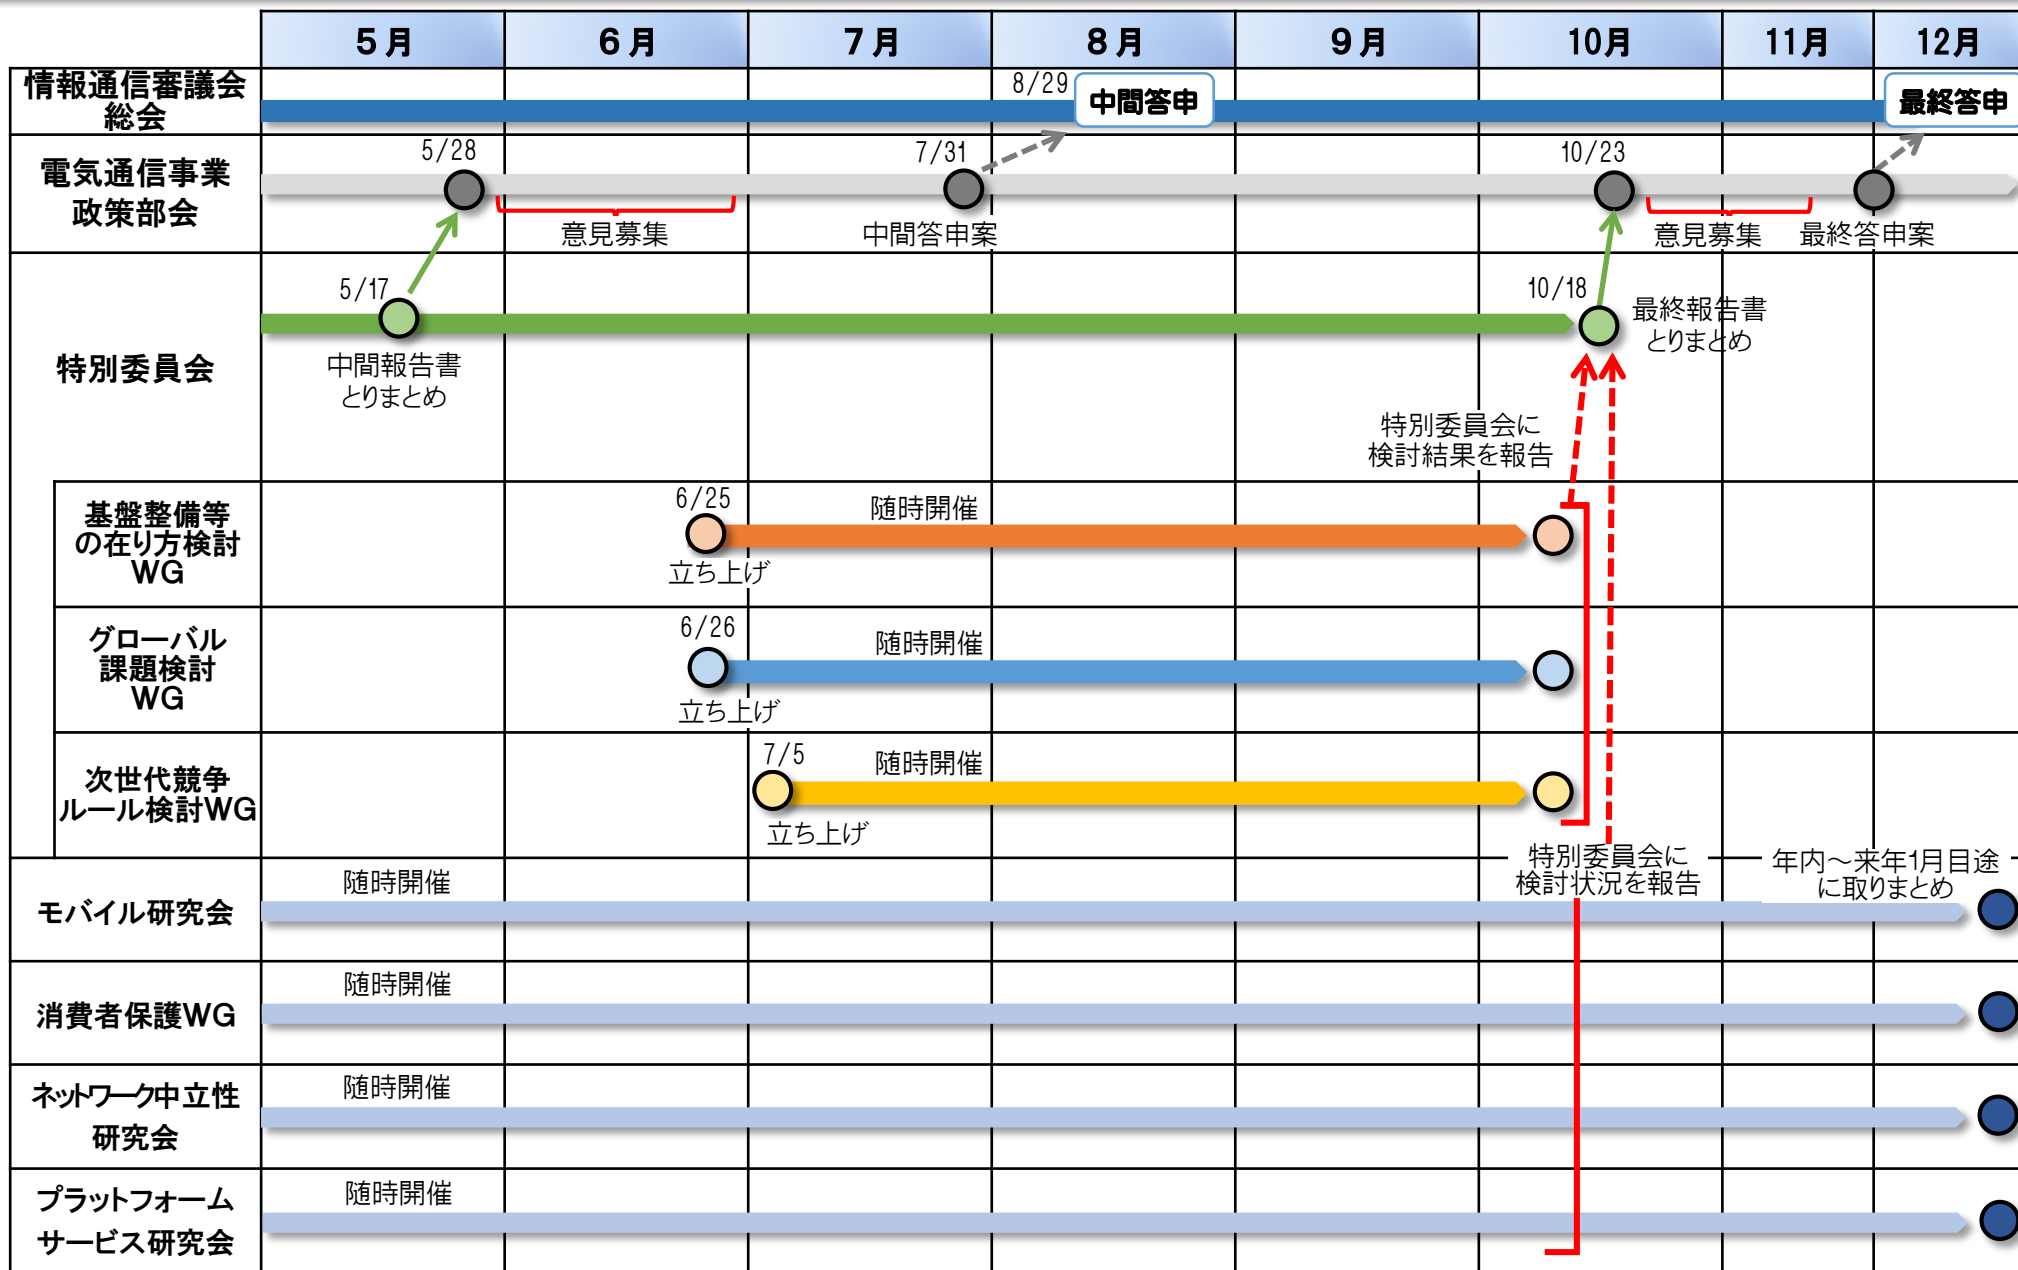 5月
6月
7月
8月
9月
10月
11月
12月
情報通信審議会
総会
8/29
中間答申
最終答申
電気通信事業
政策部会
5/28
7/31
10/23
意見募集
中間答申案
意見募集
最終答申案
特別委員会
5/17
中間報告書
とりまとめ
10/18
最終報告書
とりまとめ
特別委員会に
検討結果を報告
基盤整備等
の在り方検討
WG
6/25
随時開催
立ち上げ
グローバル
課題検討
WG
6/26
随時開催
立ち上げ
次世代競争
ルール検討WG
7/5
随時開催
立ち上げ
特別委員会に
検討状況を報告
年内～来年1月目途
に取りまとめ
モバイル研究会
随時開催
消費者保護WG
随時開催
ネットワーク中立性
研究会
随時開催
プラットフォーム
サービス研究会
随時開催